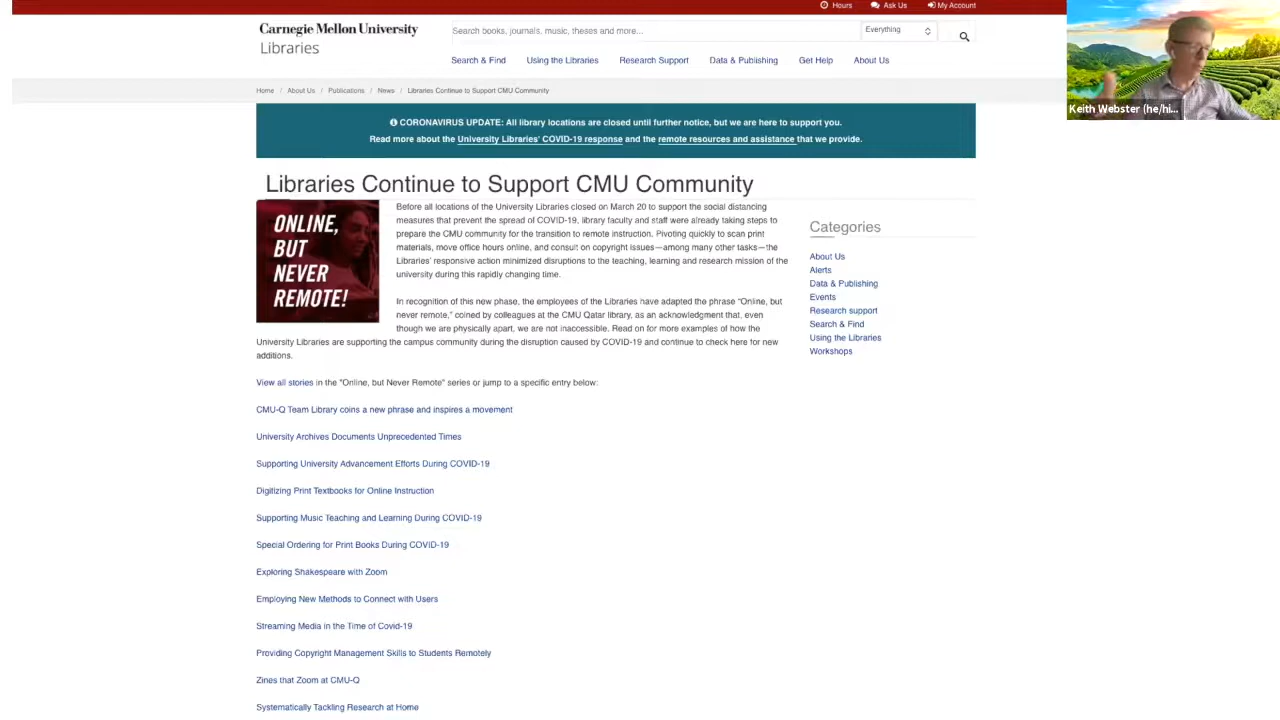 Hours Ask Us My Account
Carnegie Mellon University
Libraries
Search books, journals, music, theses and more...
Everything
Search & Find Using the Libraries Research Support Data & Publishing Get Help About Us
Keith Webster (he/hi...
Home / About Us / Publications / News / Libraries Continue to Support CMU Community
CORONAVIRUS UPDATE: All library locations are closed until further notice, but we are here to support you.
Read more about the University Libraries' COVID-19 response and the remote resources and assistance that we provide.
Libraries Continue to Support CMU Community
ONLINE,
BUT
NEVER
REMOTE!
Before all locations of the University Libraries closed on March 20 to support the social distancing
measures that prevent the spread of COVID-19, library faculty and staff were already taking steps to
prepare the CMU community for the transition to remote instruction. Pivoting quickly to scan print
materials, move office hours online, and consult on copyright issues—among many other tasks—the
Libraries' responsive action minimized disruptions to the teaching, learning and research mission of the
university during this rapidly changing time.
In recognition of this new phase, the employees of the Libraries have adapted the phrase "Online, but
never remote," coined by colleagues at the CMU Qatar library, as an acknowledgment that, even
though we are physically apart, we are not inaccessible. Read on for more examples of how the
University Libraries are supporting the campus community during the disruption caused by COVID-19 and continue to check here for new
additions.
View all stories in the "Online, but Never Remote" series or jump to a specific entry below:
CMU-Q Team Library coins a new phrase and inspires a movement
University Archives Documents Unprecedented Times
Supporting University Advancement Efforts During COVID-19
Digitizing Print Textbooks for Online Instruction
Supporting Music Teaching and Learning During COVID-19
Special Ordering for Print Books During COVID-19
Exploring Shakespeare with Zoom
Employing New Methods to Connect with Users
Streaming Media in the Time of Covid-19
Providing Copyright Management Skills to Students Remotely
Zines that Zoom at CMU-Q
Systematically Tackling Research at Home
Categories
About Us
Alerts
Data & Publishing
Events
Research support
Search & Find
Using the Libraries
Workshops